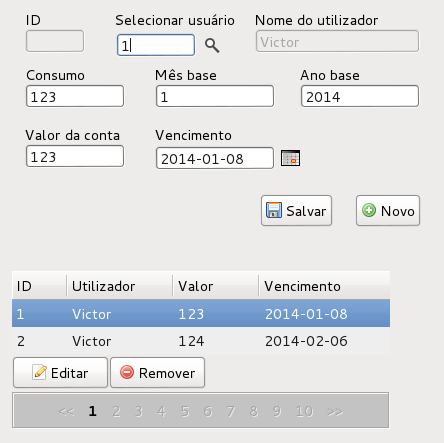 ID Selecionar usuário Nome do utilizador
1 Victor
Consumo Mês base Ano base
123 1 2014
Valor da conta Vencimento
123 2014-01-08
Salvar Novo
ID Utilizador Valor Vencimento
1 Victor 123 2014-01-08
2 Victor 124 2014-02-06
Editar Remover
<< 1 2 3 4 5 6 7 8 9 10 >>